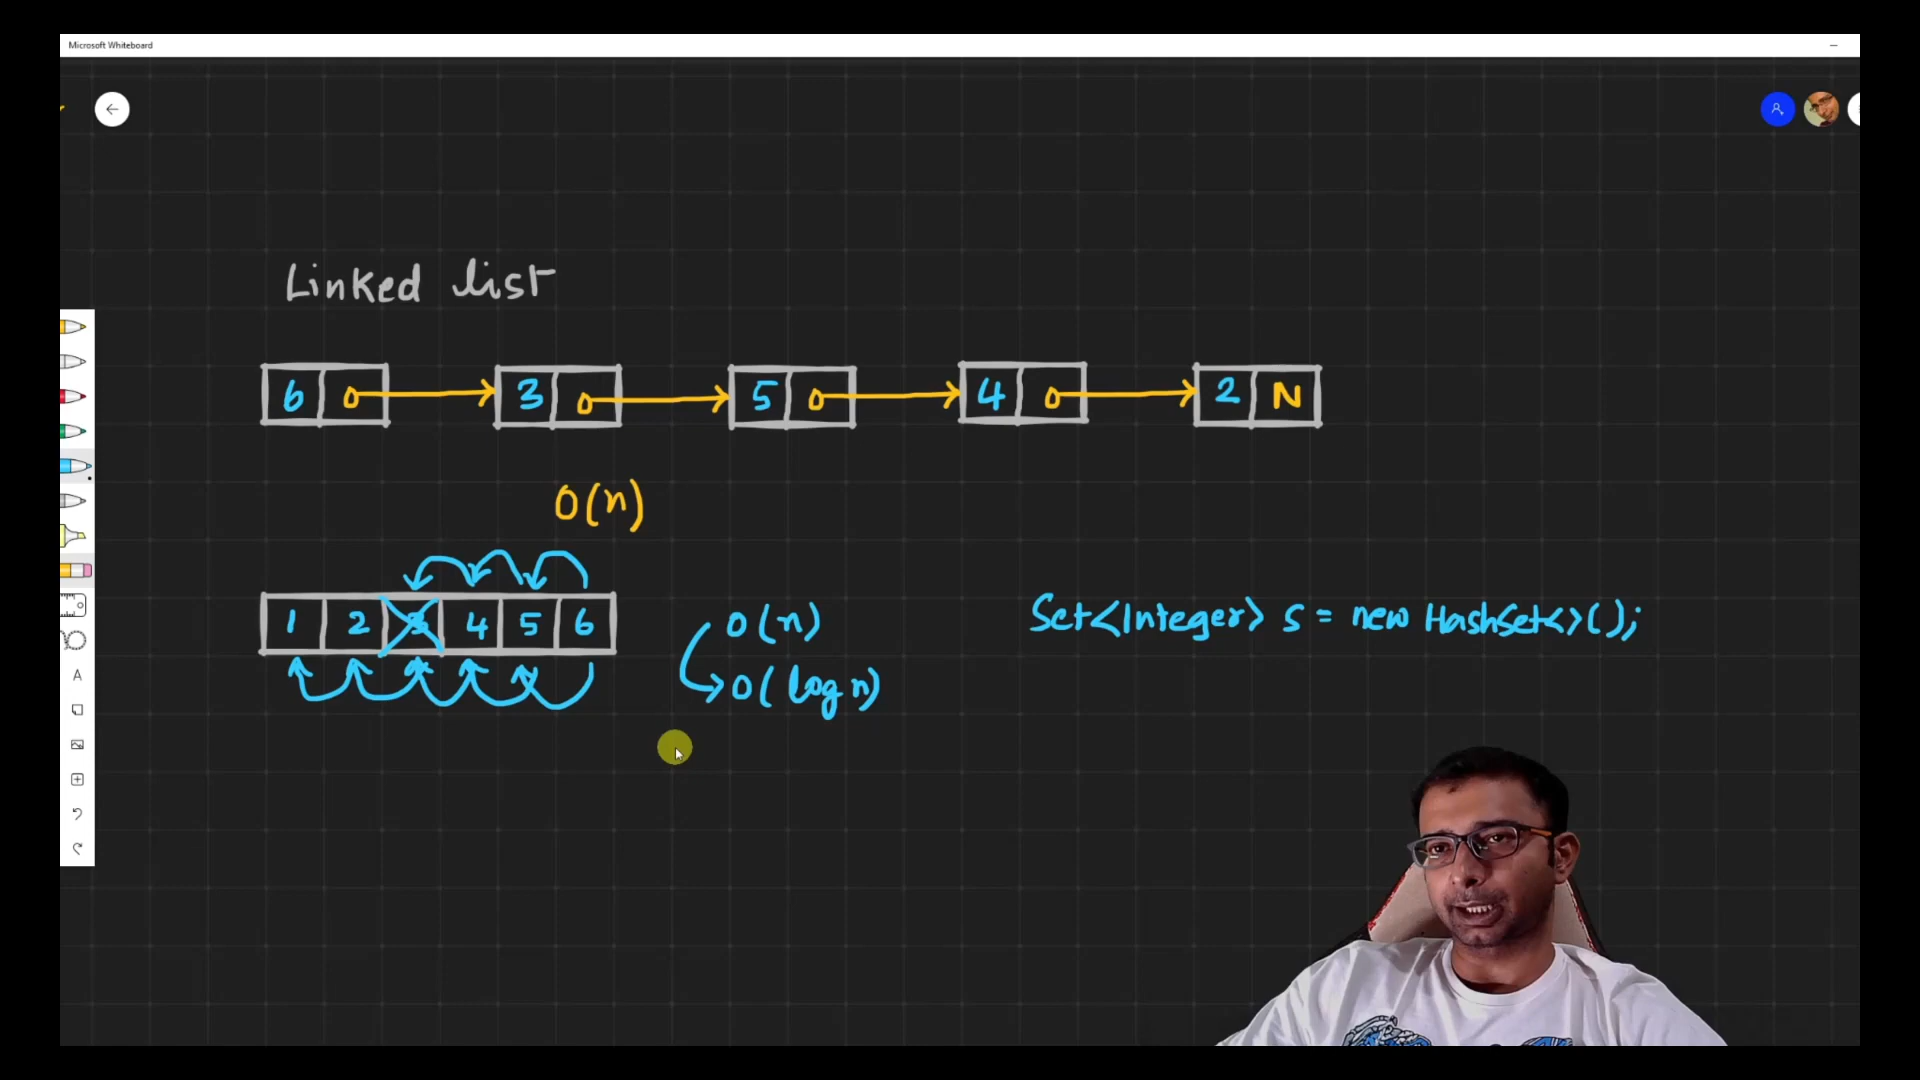 Microsoft Whiteboard
Linked list
6 0 3 0 5 0 4 0 2 N
O(n)
1 2 3 4 5 6
O(n)
O(log n)
Set<Integer> s = new HashSet<>();
A